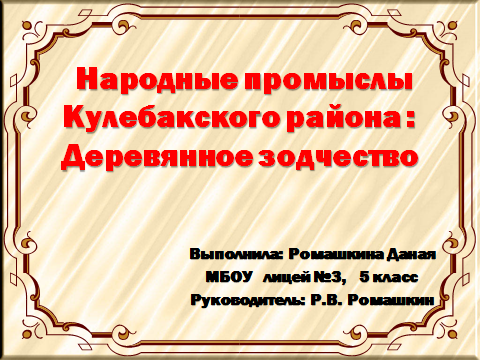 Народные промыслы
Кулебакского района :
Деревянное зодчество
Выполнила: Ромашкина Даная
МБОУ лицей №3, 5 класс
Руководитель: Р.В. Ромашкин